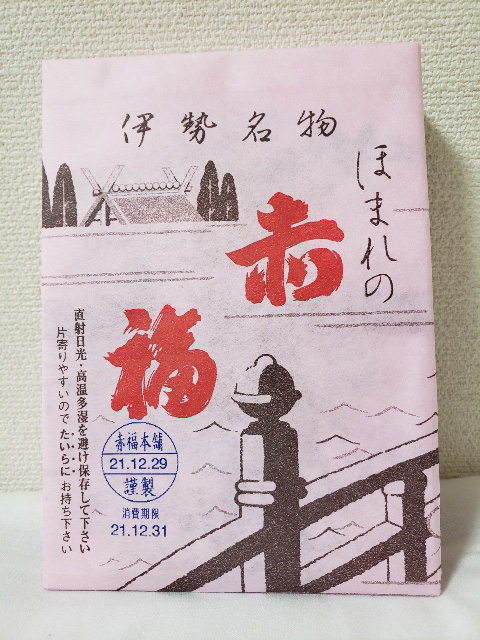 伊勢名物
ほまれの
赤福
直射日光・高温多湿を避け保存して下さい
片寄りやすいのでたいらにお持ち下さい
赤福本舗
21.12.29
謹製
消費期限
21.12.31